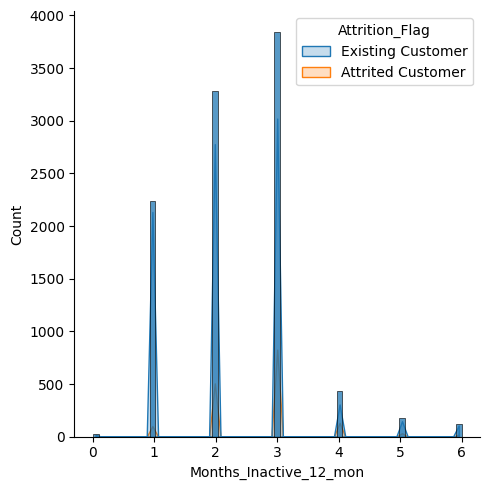 4000
3500
3000
2500
2000
1500
1000
500
0
Count
0 1 2 3 4 5 6
Months_Inactive_12_mon
Attrition_Flag
Existing Customer
Attrited Customer